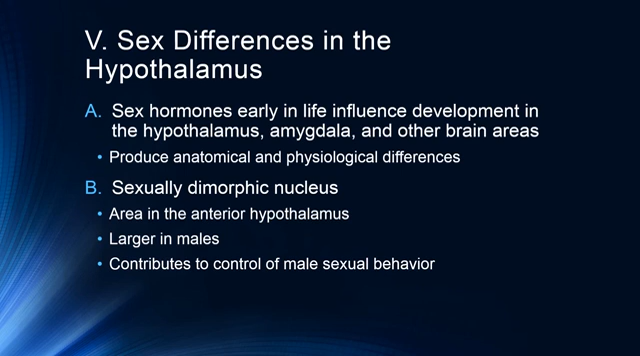 V. Sex Differences in the
Hypothalamus
A. Sex hormones early in life influence development in
the hypothalamus, amygdala, and other brain areas
• Produce anatomical and physiological differences
B. Sexually dimorphic nucleus
• Area in the anterior hypothalamus
• Larger in males
• Contributes to control of male sexual behavior